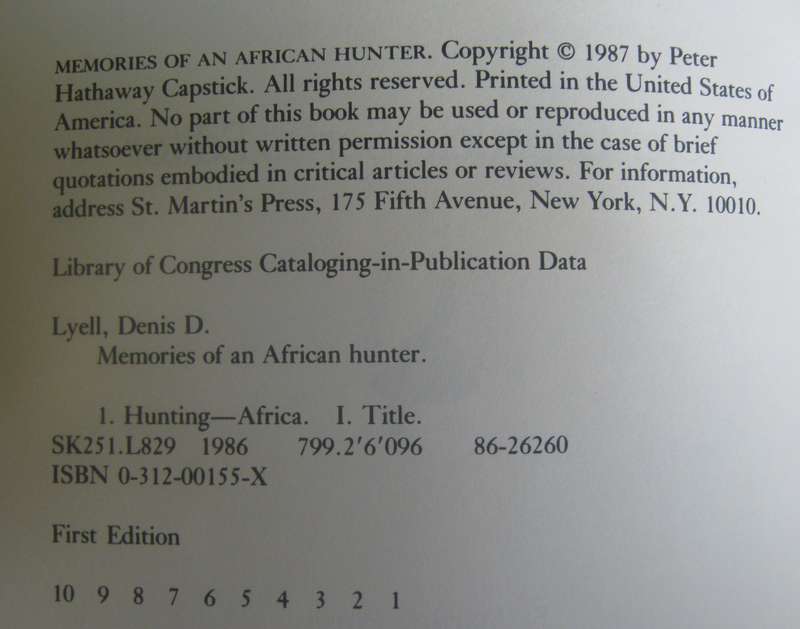 MEMORIES OF AN AFRICAN HUNTER. Copyright © 1987 by Peter
Hathaway Capstick. All rights reserved. Printed in the United States of
America. No part of this book may be used or reproduced in any manner
whatsoever without written permission except in the case of brief
quotations embodied in critical articles or reviews. For information,
address St. Martin's Press, 175 Fifth Avenue, New York, N.Y. 10010.
Library of Congress Cataloging-in-Publication Data
Lyell, Denis D.
Memories of an African hunter.
1. Hunting—Africa. I. Title.
SK251.L829 1986 799.2'6'096 86-26260
ISBN 0-312-00155-X
First Edition
10 9 8 7 6 5 4 3 2 1